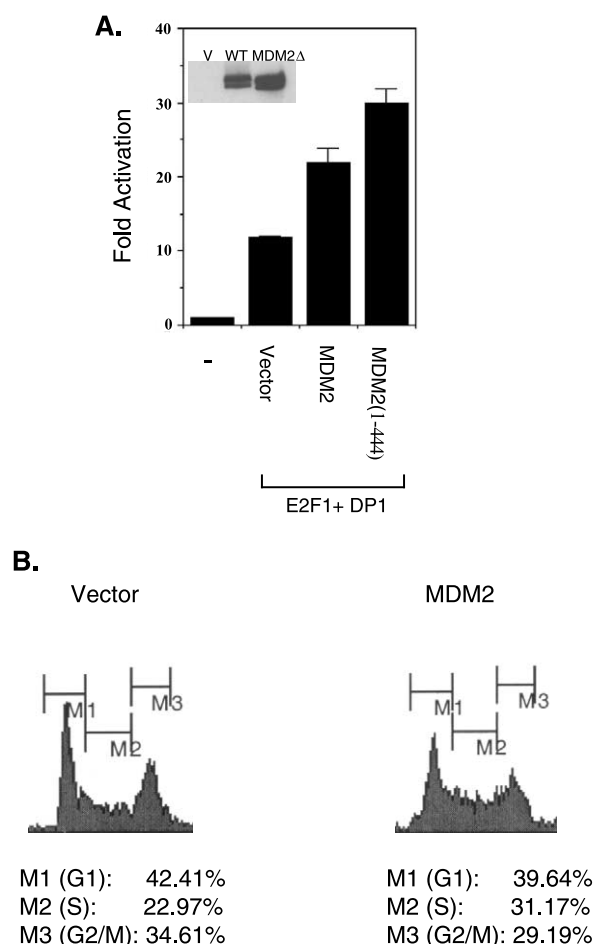 A.
40
30
20
10
0
Fold Activation
V WT MDM2Δ
-
Vector
MDM2
MDM2(1-444)
E2F1+ DP1
B.
Vector
MDM2
M1
M2
M3
M1
M2
M3
M1 (G1): 42.41%
M2 (S): 22.97%
M3 (G2/M): 34.61%
M1 (G1): 39.64%
M2 (S): 31.17%
M3 (G2/M): 29.19%